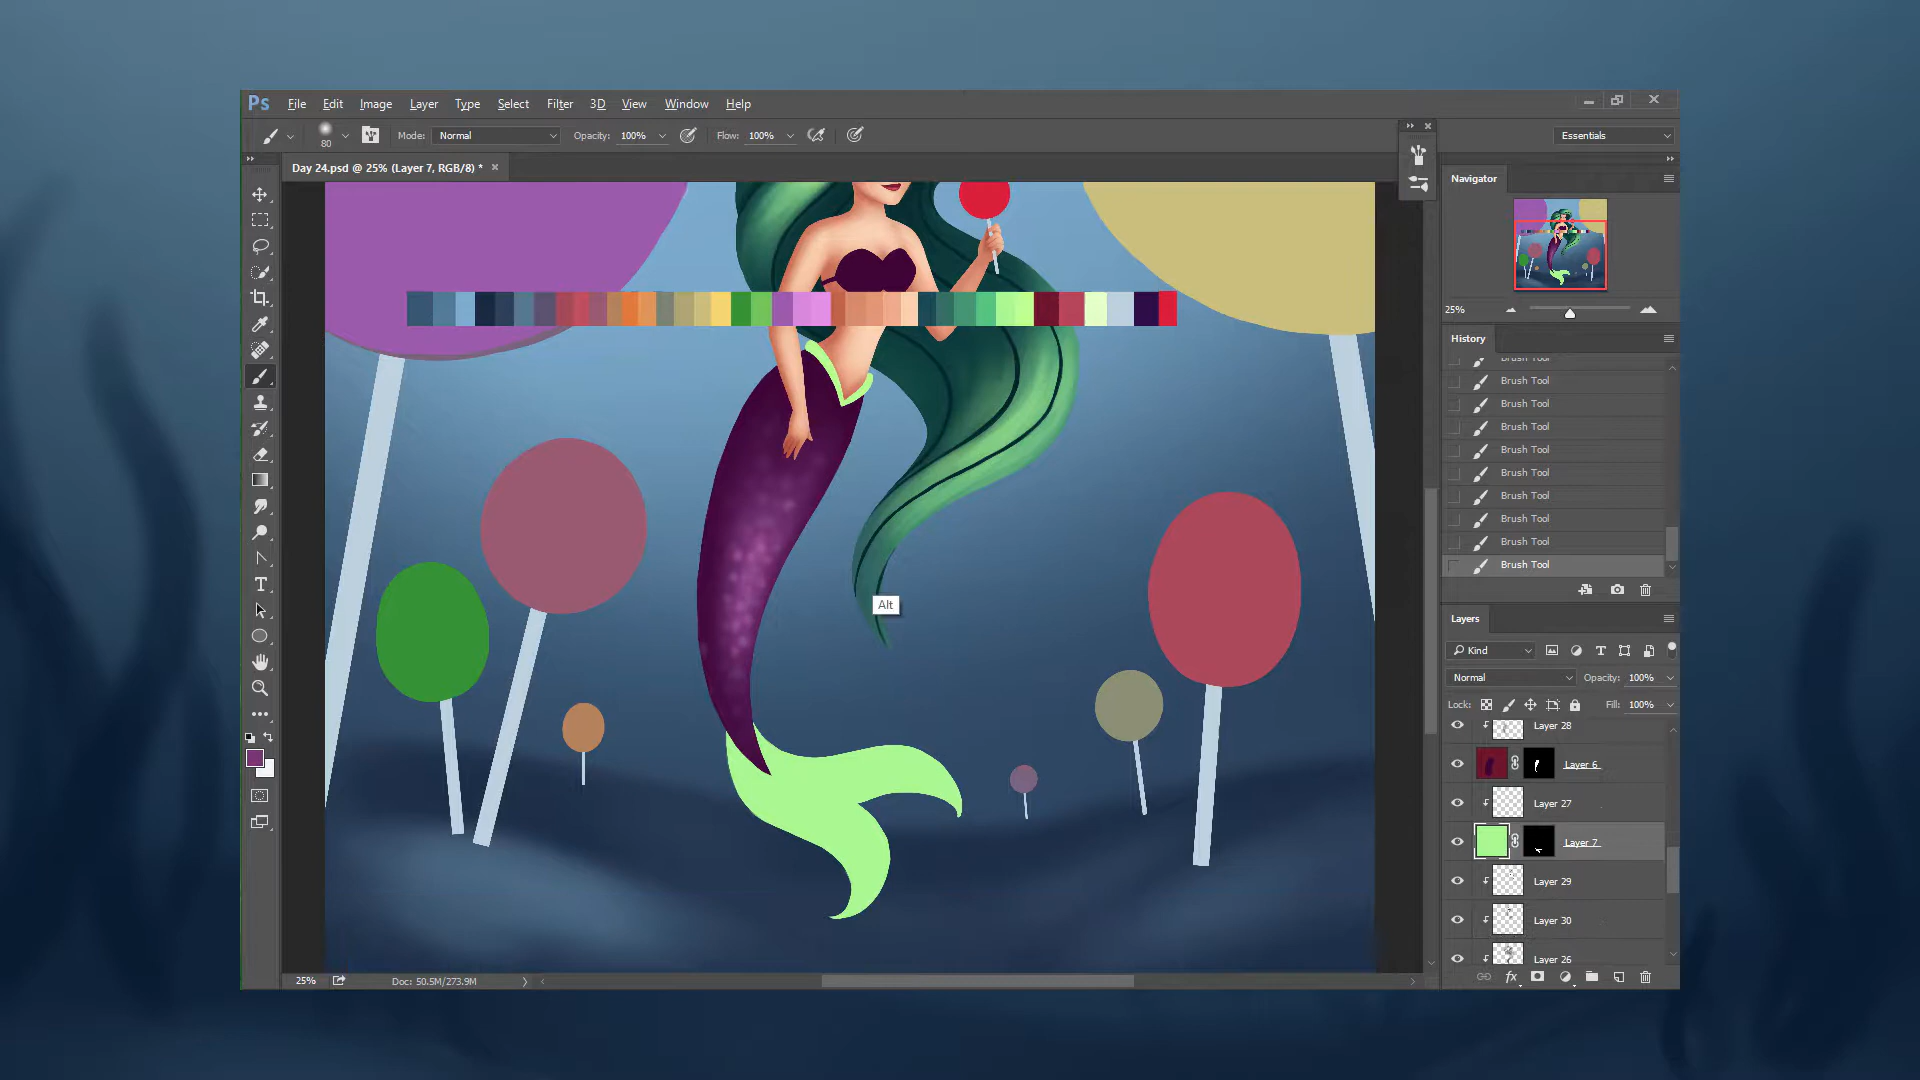 Ps File Edit Image Layer Type Select Filter 3D View Window Help
80 Mode: Normal Opacity: 100% Flow: 100% Essentials
Day 24.psd @ 25% (Layer 7, RGB/8) *
Navigator
25%
History
Brush Tool
Brush Tool
Brush Tool
Brush Tool
Brush Tool
Brush Tool
Brush Tool
Brush Tool
Brush Tool
Brush Tool
Alt
Layers
Kind
Normal Opacity: 100%
Lock: Fill: 100%
Layer 28
Layer 6
Layer 27
Layer 7
Layer 29
Layer 30
Layer 26
fx
25% Doc: 50.5M/273.9M